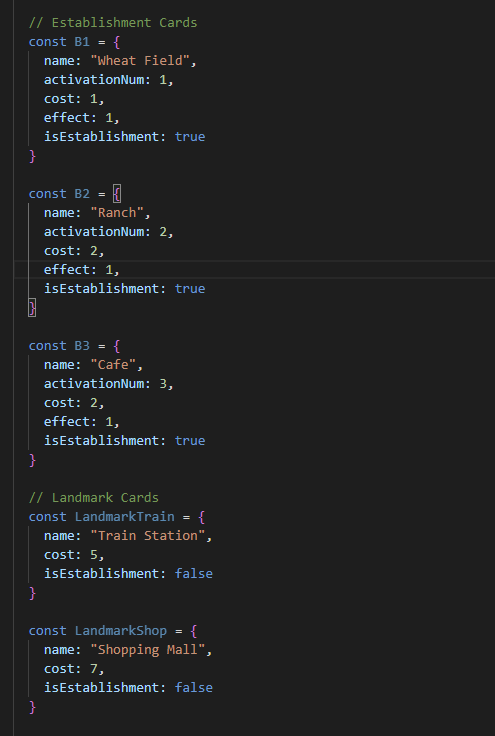 // Establishment Cards
const B1 = {
name: "Wheat Field",
activationNum: 1,
cost: 1,
effect: 1,
isEstablishment: true
}
const B2 = {
name: "Ranch",
activationNum: 2,
cost: 2,
effect: 1,
isEstablishment: true
}
const B3 = {
name: "Cafe",
activationNum: 3,
cost: 2,
effect: 1,
isEstablishment: true
}
// Landmark Cards
const LandmarkTrain = {
name: "Train Station",
cost: 5,
isEstablishment: false
}
const LandmarkShop = {
name: "Shopping Mall",
cost: 7,
isEstablishment: false
}